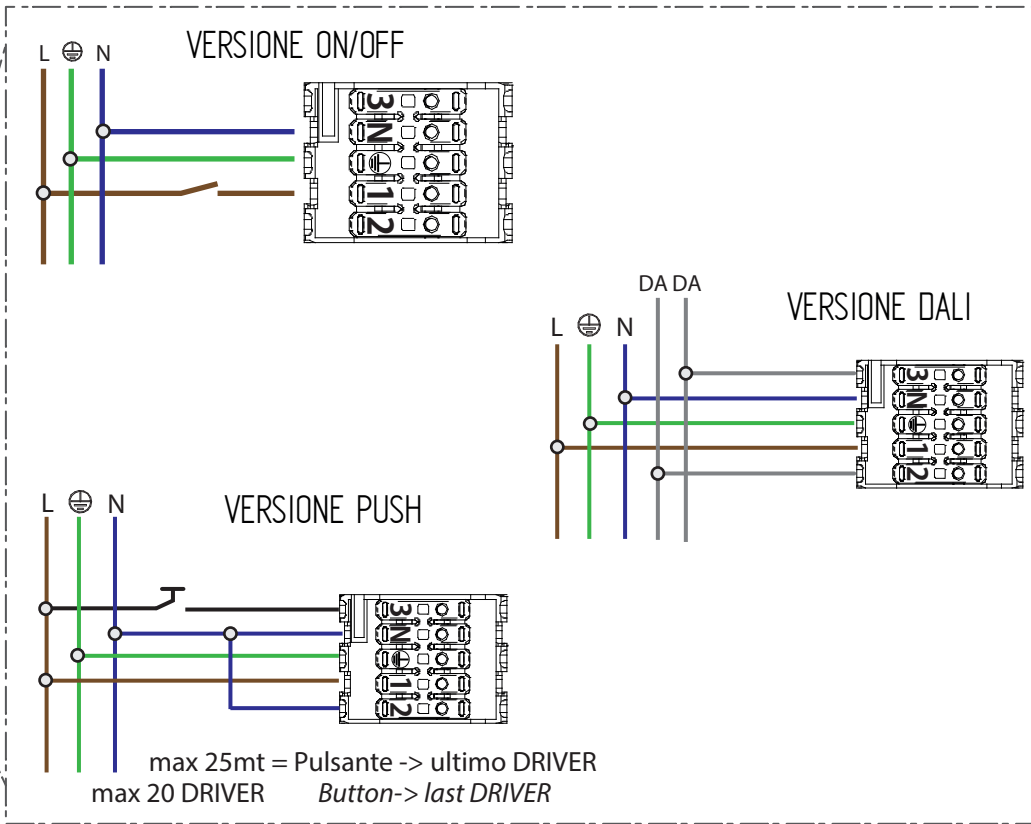 VERSIONE ON/OFF
L N
3
N
1
2
DA DA
VERSIONE DALI
L N
3
N
1
2
VERSIONE PUSH
L N
3
N
1
2
max 25mt = Pulsante -> ultimo DRIVER
max 20 DRIVER Button-> last DRIVER